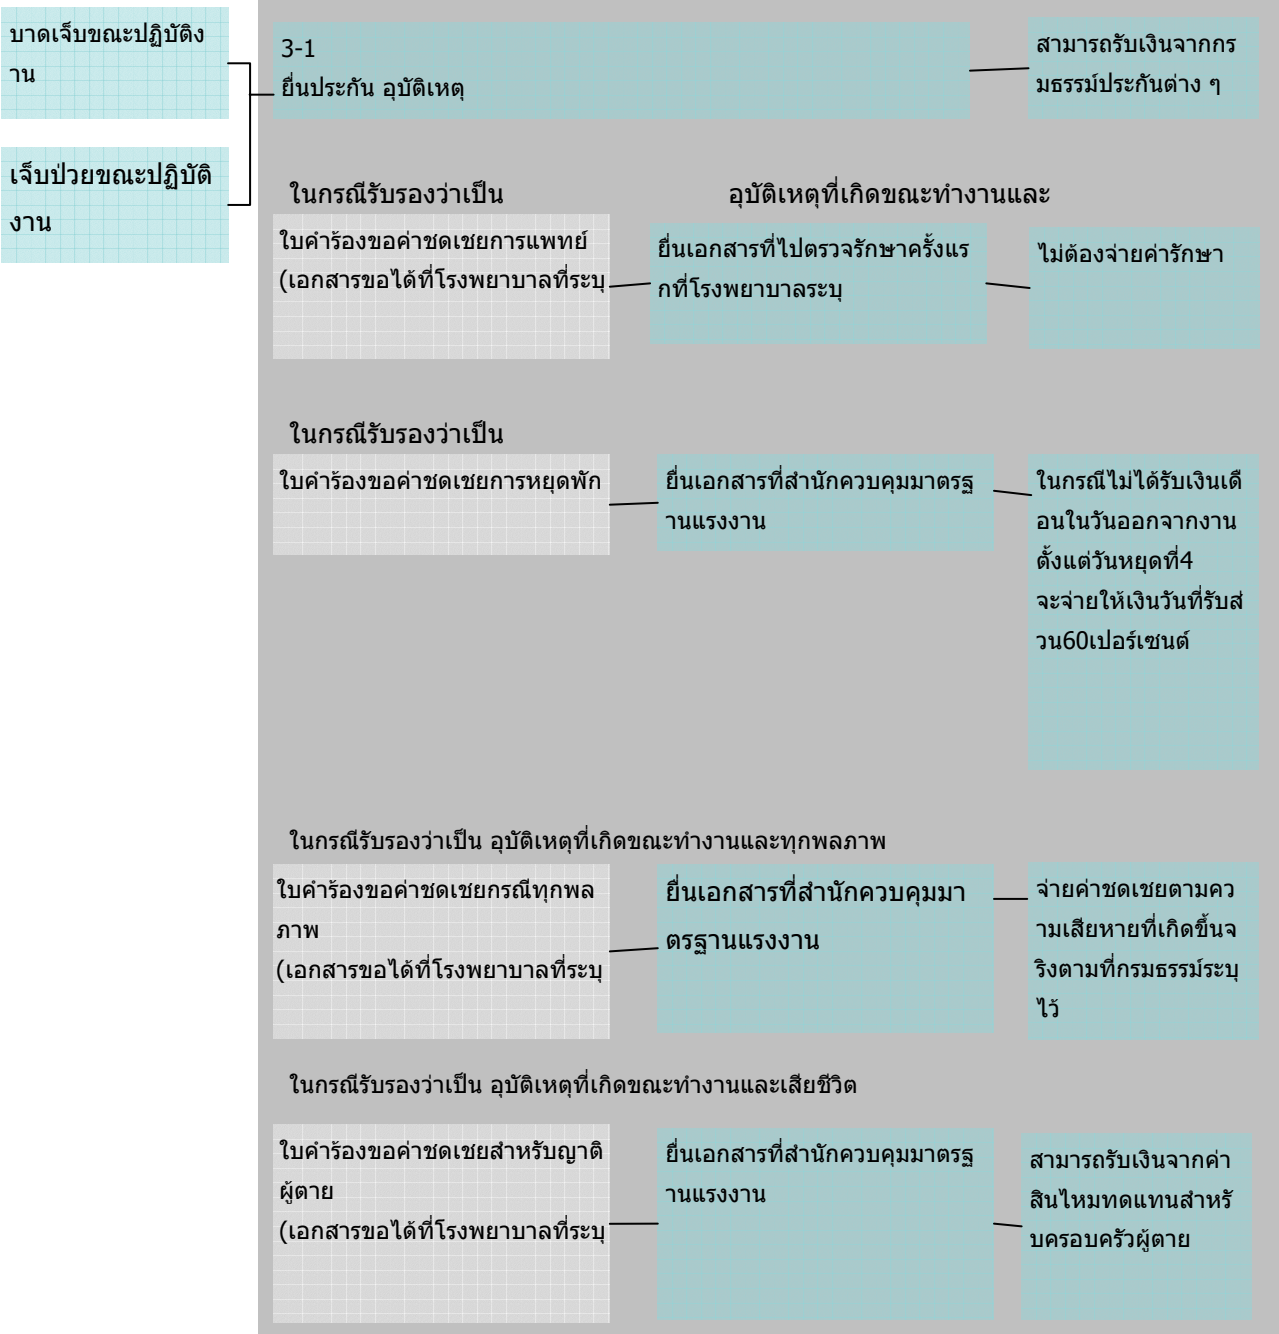 บาดเจ็บขณะปฏิบัติง
าน
เจ็บป่วยขณะปฏิบัติ
งาน
3-1
ยื่นประกัน อุบัติเหตุ
สามารถรับเงินจากกร
มธรรม์ประกันต่าง ๆ
ในกรณีรับรองว่าเป็น อุบัติเหตุที่เกิดขณะทำงานและ
ใบคำร้องขอค่าชดเชยการแพทย์
(เอกสารขอได้ที่โรงพยาบาลที่ระบุ
ยื่นเอกสารที่ไปตรวจรักษาครั้งแร
กที่โรงพยาบาลระบุ
ไม่ต้องจ่ายค่ารักษา
ในกรณีรับรองว่าเป็น
ใบคำร้องขอค่าชดเชยการหยุดพัก
ยื่นเอกสารที่สำนักควบคุมมาตรฐ
านแรงงาน
ในกรณีไม่ได้รับเงินเดื
อนในวันออกจากงาน
ตั้งแต่วันหยุดที่4
จะจ่ายให้เงินวันที่รับส่
วน60เปอร์เซนต์
ในกรณีรับรองว่าเป็น อุบัติเหตุที่เกิดขณะทำงานและทุกพลภาพ
ใบคำร้องขอค่าชดเชยกรณีทุกพล
ภาพ
(เอกสารขอได้ที่โรงพยาบาลที่ระบุ
ยื่นเอกสารที่สำนักควบคุมมา
ตรฐานแรงงาน
จ่ายค่าชดเชยตามคว
ามเสียหายที่เกิดขึ้นจ
ริงตามที่กรมธรรม์ระบุ
ไว้
ในกรณีรับรองว่าเป็น อุบัติเหตุที่เกิดขณะทำงานและเสียชีวิต
ใบคำร้องขอค่าชดเชยสำหรับญาติ
ผู้ตาย
(เอกสารขอได้ที่โรงพยาบาลที่ระบุ
ยื่นเอกสารที่สำนักควบคุมมาตรฐ
านแรงงาน
สามารถรับเงินจากค่า
สินไหมทดแทนสำหรั
บครอบครัวผู้ตาย